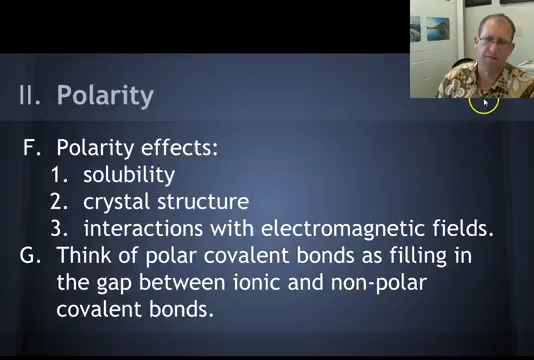 II. Polarity
F. Polarity effects:
1. solubility
2. crystal structure
3. interactions with electromagnetic fields.
G. Think of polar covalent bonds as filling in
the gap between ionic and non-polar
covalent bonds.